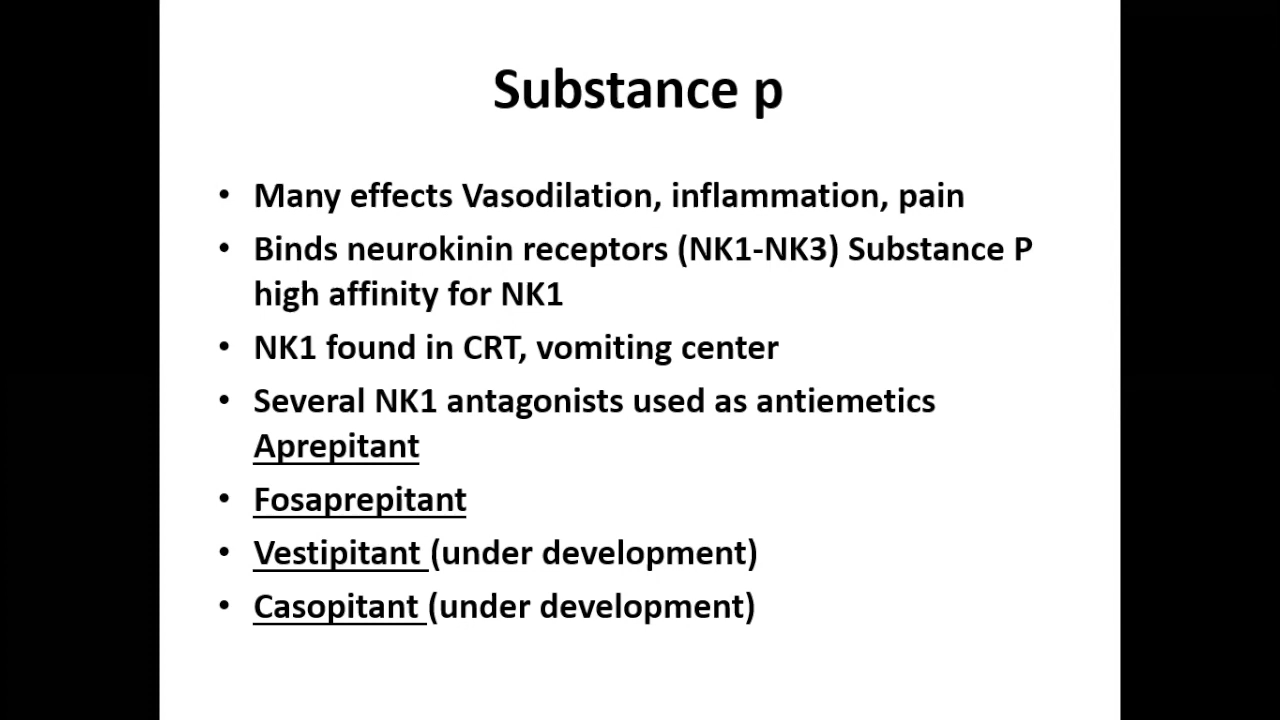 Substance p
• Many effects Vasodilation, inflammation, pain
• Binds neurokinin receptors (NK1-NK3) Substance P
high affinity for NK1
• NK1 found in CRT, vomiting center
• Several NK1 antagonists used as antiemetics
Aprepitant
• Fosaprepitant
• Vestipitant (under development)
• Casopitant (under development)